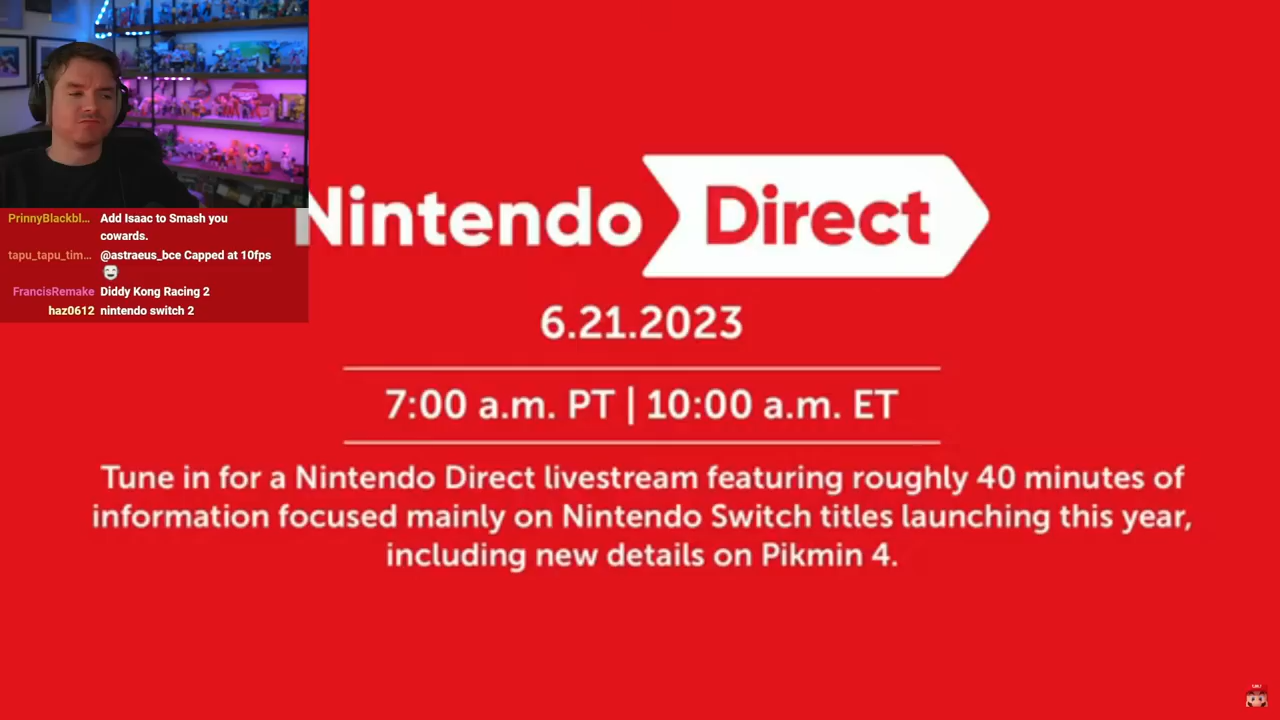 PrinnyBlackbl... Add Isaac to Smash you
cowards.
tapu_tapu_tim... @astraeus_bce Capped at 10fps
FrancisRemake Diddy Kong Racing 2
haz0612 nintendo switch 2
Nintendo Direct
6.21.2023
7:00 a.m. PT | 10:00 a.m. ET
Tune in for a Nintendo Direct livestream featuring roughly 40 minutes of
information focused mainly on Nintendo Switch titles launching this year,
including new details on Pikmin 4.